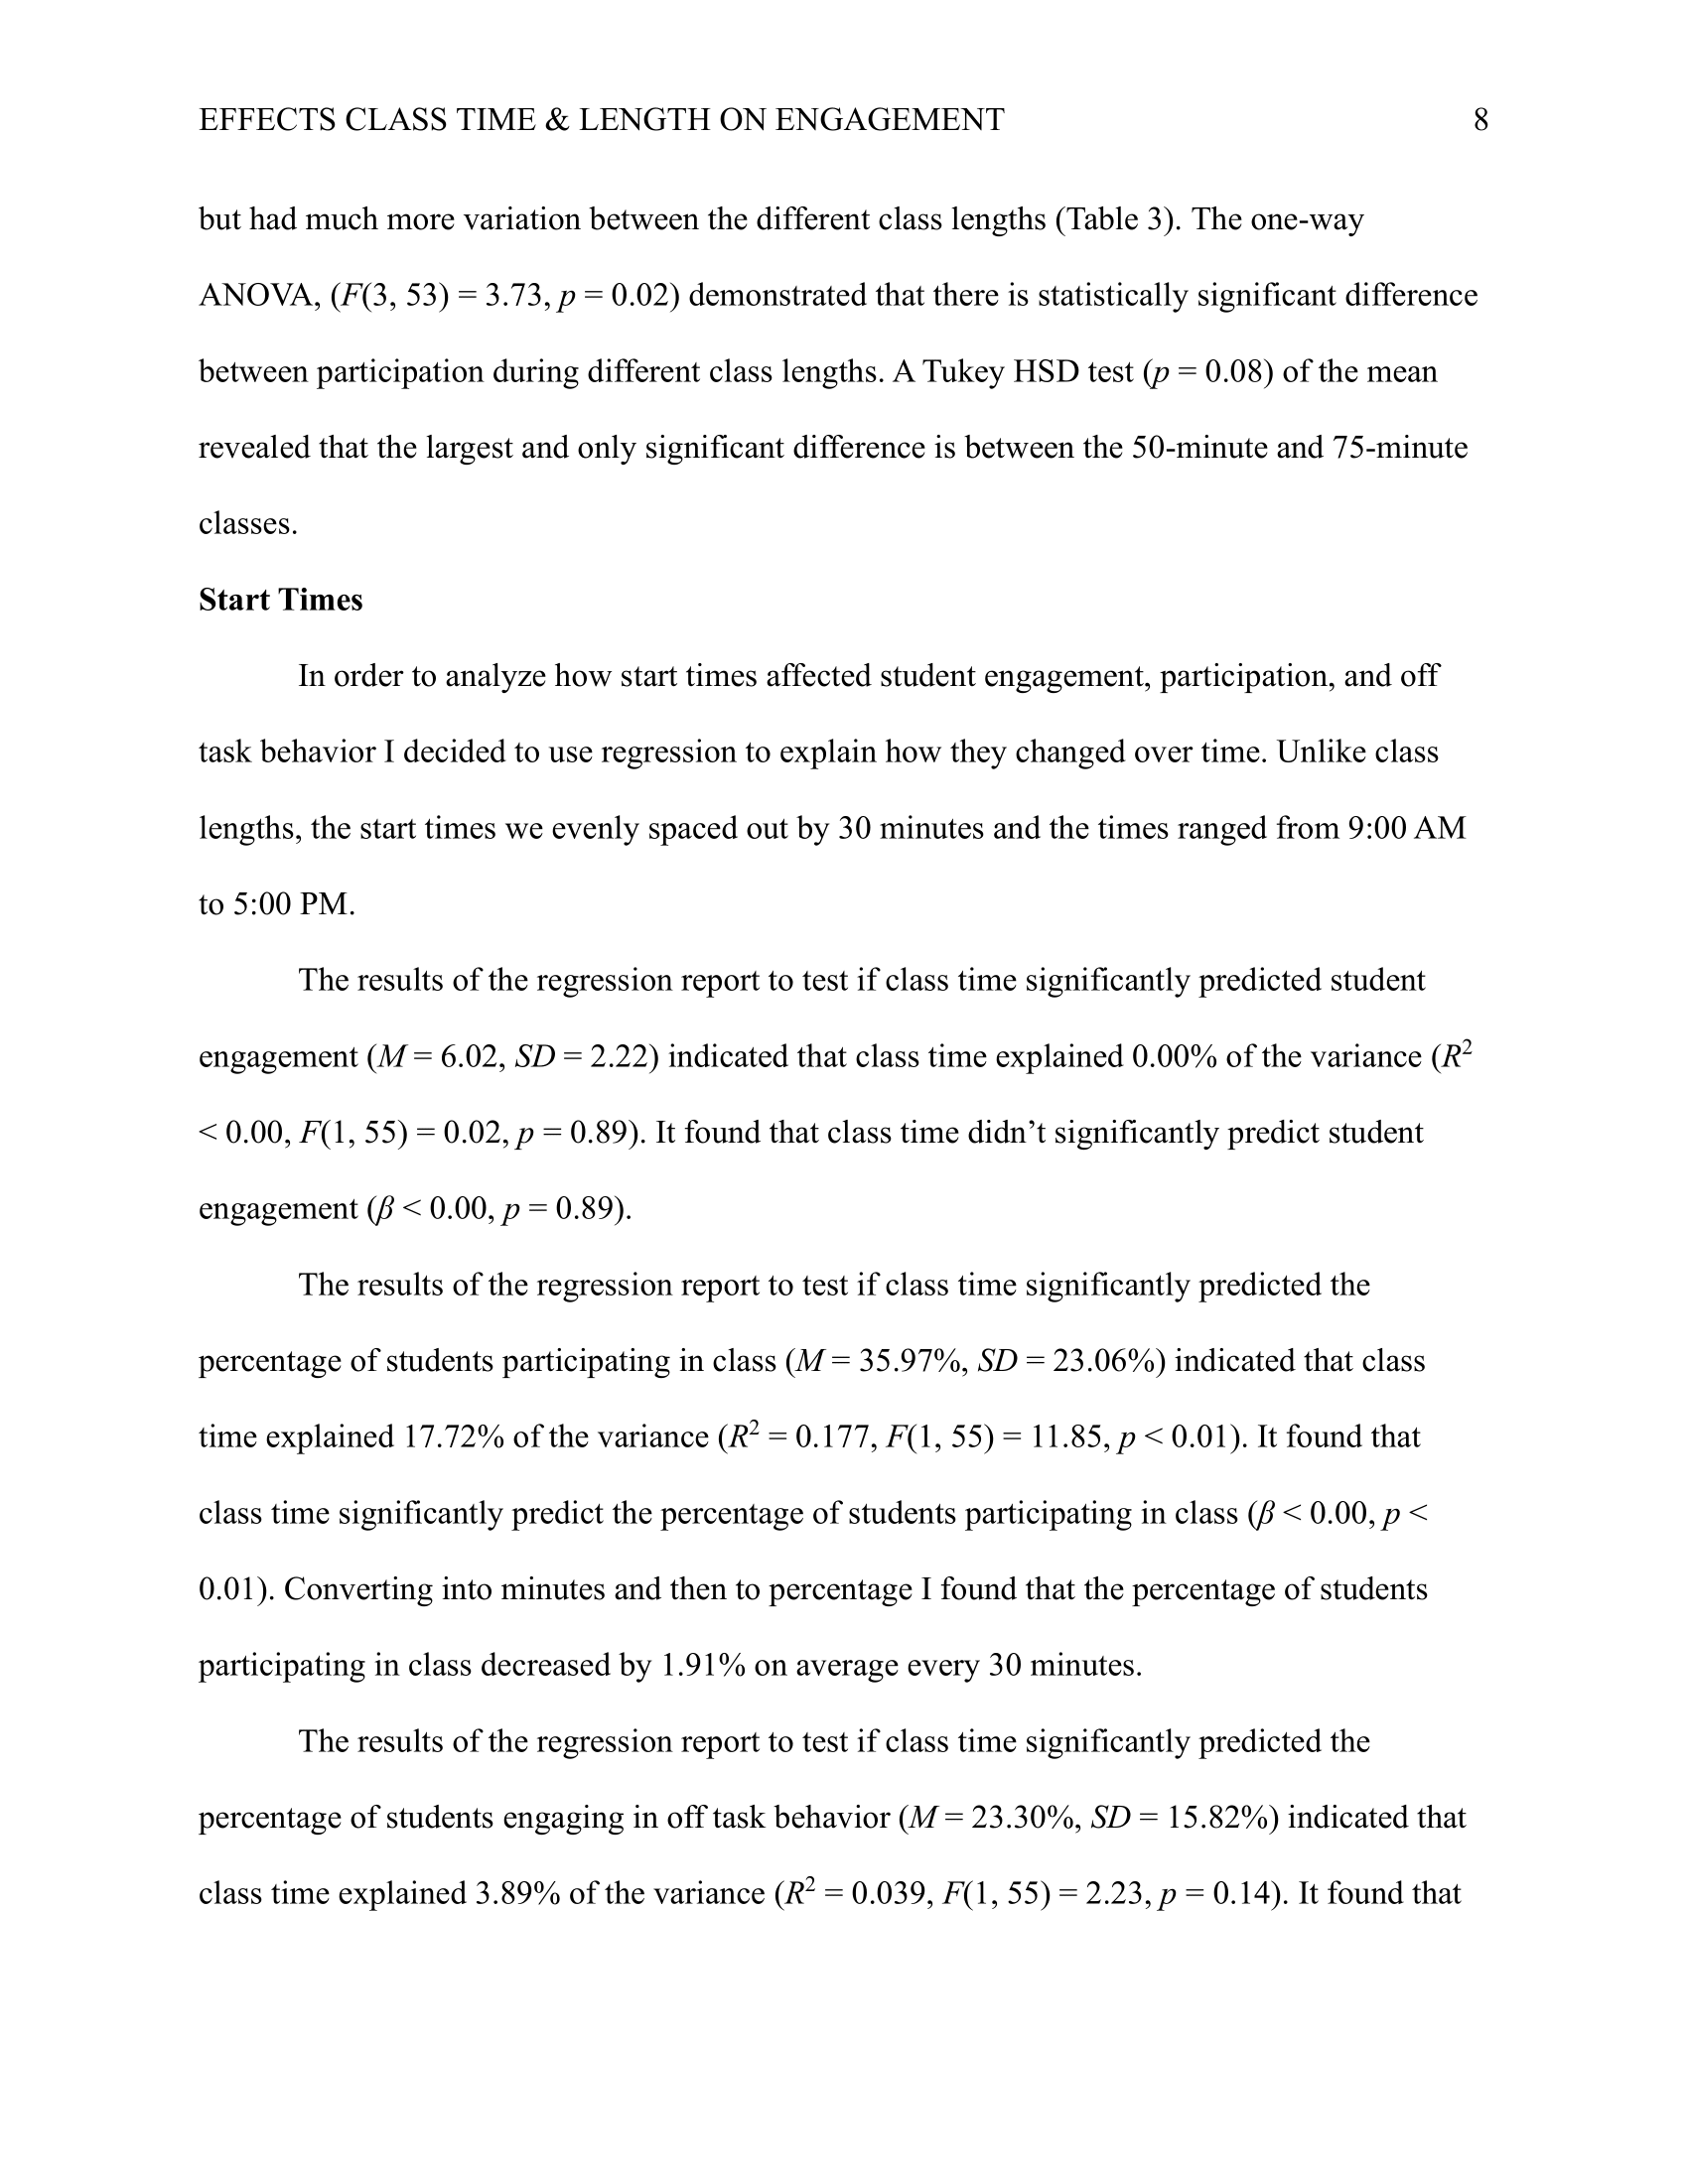 EFFECTS CLASS TIME & LENGTH ON ENGAGEMENT 8
but had much more variation between the different class lengths (Table 3). The one-way
ANOVA, (F(3, 53) = 3.73, p = 0.02) demonstrated that there is statistically significant difference
between participation during different class lengths. A Tukey HSD test (p = 0.08) of the mean
revealed that the largest and only significant difference is between the 50-minute and 75-minute
classes.
Start Times
In order to analyze how start times affected student engagement, participation, and off
task behavior I decided to use regression to explain how they changed over time. Unlike class
lengths, the start times we evenly spaced out by 30 minutes and the times ranged from 9:00 AM
to 5:00 PM.
The results of the regression report to test if class time significantly predicted student
engagement (M = 6.02, SD = 2.22) indicated that class time explained 0.00% of the variance (R²
< 0.00, F(1, 55) = 0.02, p = 0.89). It found that class time didn’t significantly predict student
engagement (β < 0.00, p = 0.89).
The results of the regression report to test if class time significantly predicted the
percentage of students participating in class (M = 35.97%, SD = 23.06%) indicated that class
time explained 17.72% of the variance (R² = 0.177, F(1, 55) = 11.85, p < 0.01). It found that
class time significantly predict the percentage of students participating in class (β < 0.00, p <
0.01). Converting into minutes and then to percentage I found that the percentage of students
participating in class decreased by 1.91% on average every 30 minutes.
The results of the regression report to test if class time significantly predicted the
percentage of students engaging in off task behavior (M = 23.30%, SD = 15.82%) indicated that
class time explained 3.89% of the variance (R² = 0.039, F(1, 55) = 2.23, p = 0.14). It found that